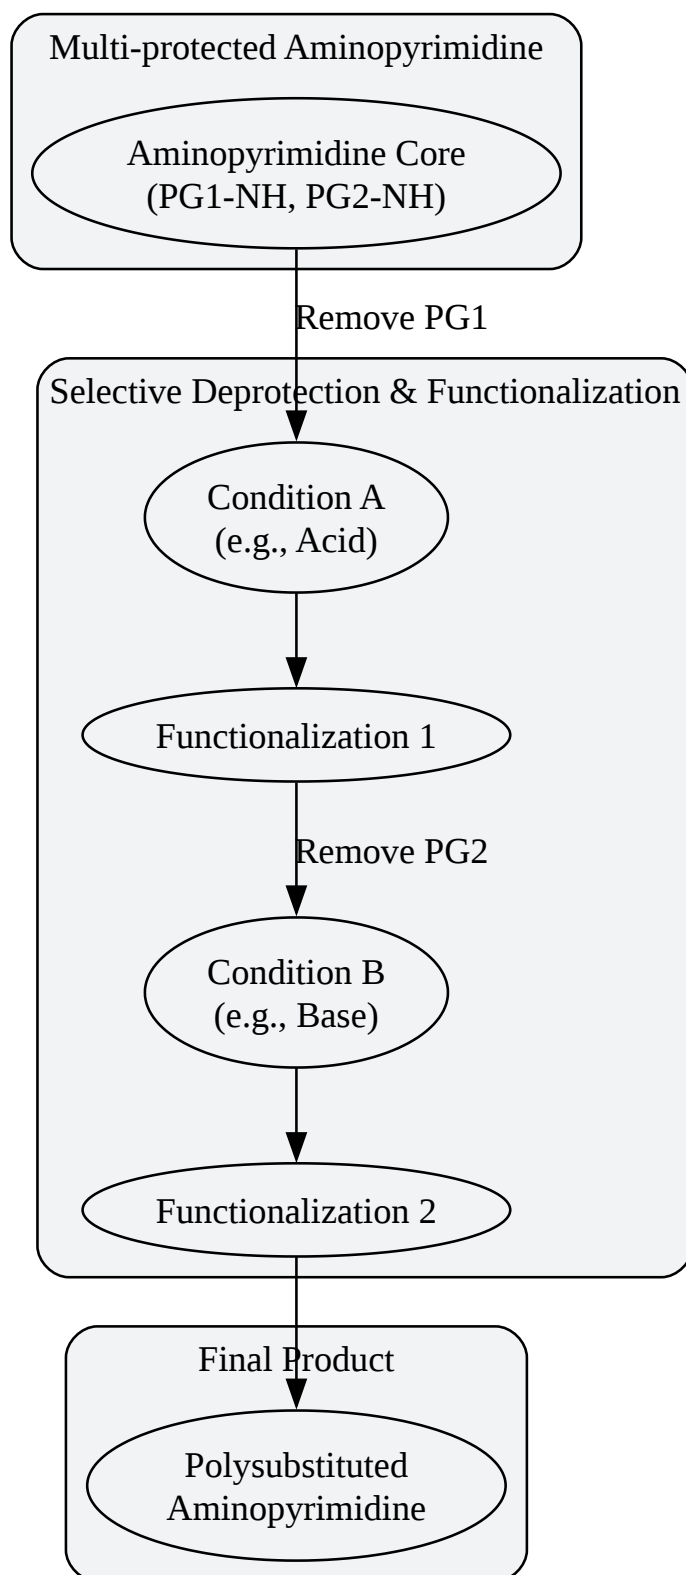 Multi-protected Aminopyrimidine
Aminopyrimidine Core
(PG1-NH, PG2-NH)
Remove PG1
Selective Deprotection & Functionalization
Condition A
(e.g., Acid)
Functionalization 1
Remove PG2
Condition B
(e.g., Base)
Functionalization 2
Final Product
Polysubstituted
Aminopyrimidine